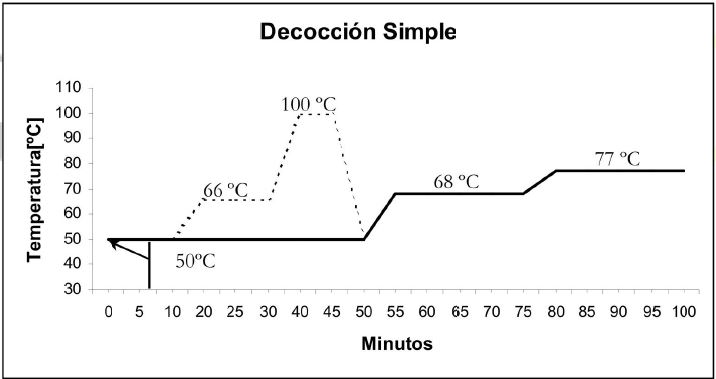 Decocción Simple
Temperatura[ºC]
110
100
90
80
70
60
50
40
30
100 ºC
66 ºC
50ºC
68 ºC
77 ºC
0 5 10 20 25 30 40 45 50 55 60 65 70 75 80 85 90 95 100
Minutos